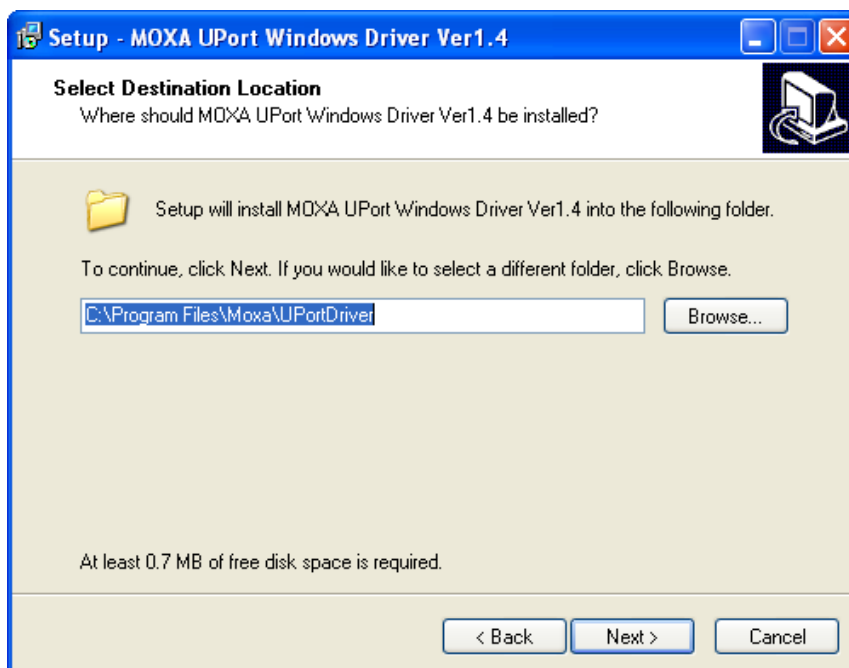 Setup - MOXA UPort Windows Driver Ver1.4
Select Destination Location
Where should MOXA UPort Windows Driver Ver1.4 be installed?
Setup will install MOXA UPort Windows Driver Ver1.4 into the following folder.
To continue, click Next. If you would like to select a different folder, click Browse.
C:\Program Files\Moxa\UPortDriver
Browse...
At least 0.7 MB of free disk space is required.
< Back
Next >
Cancel